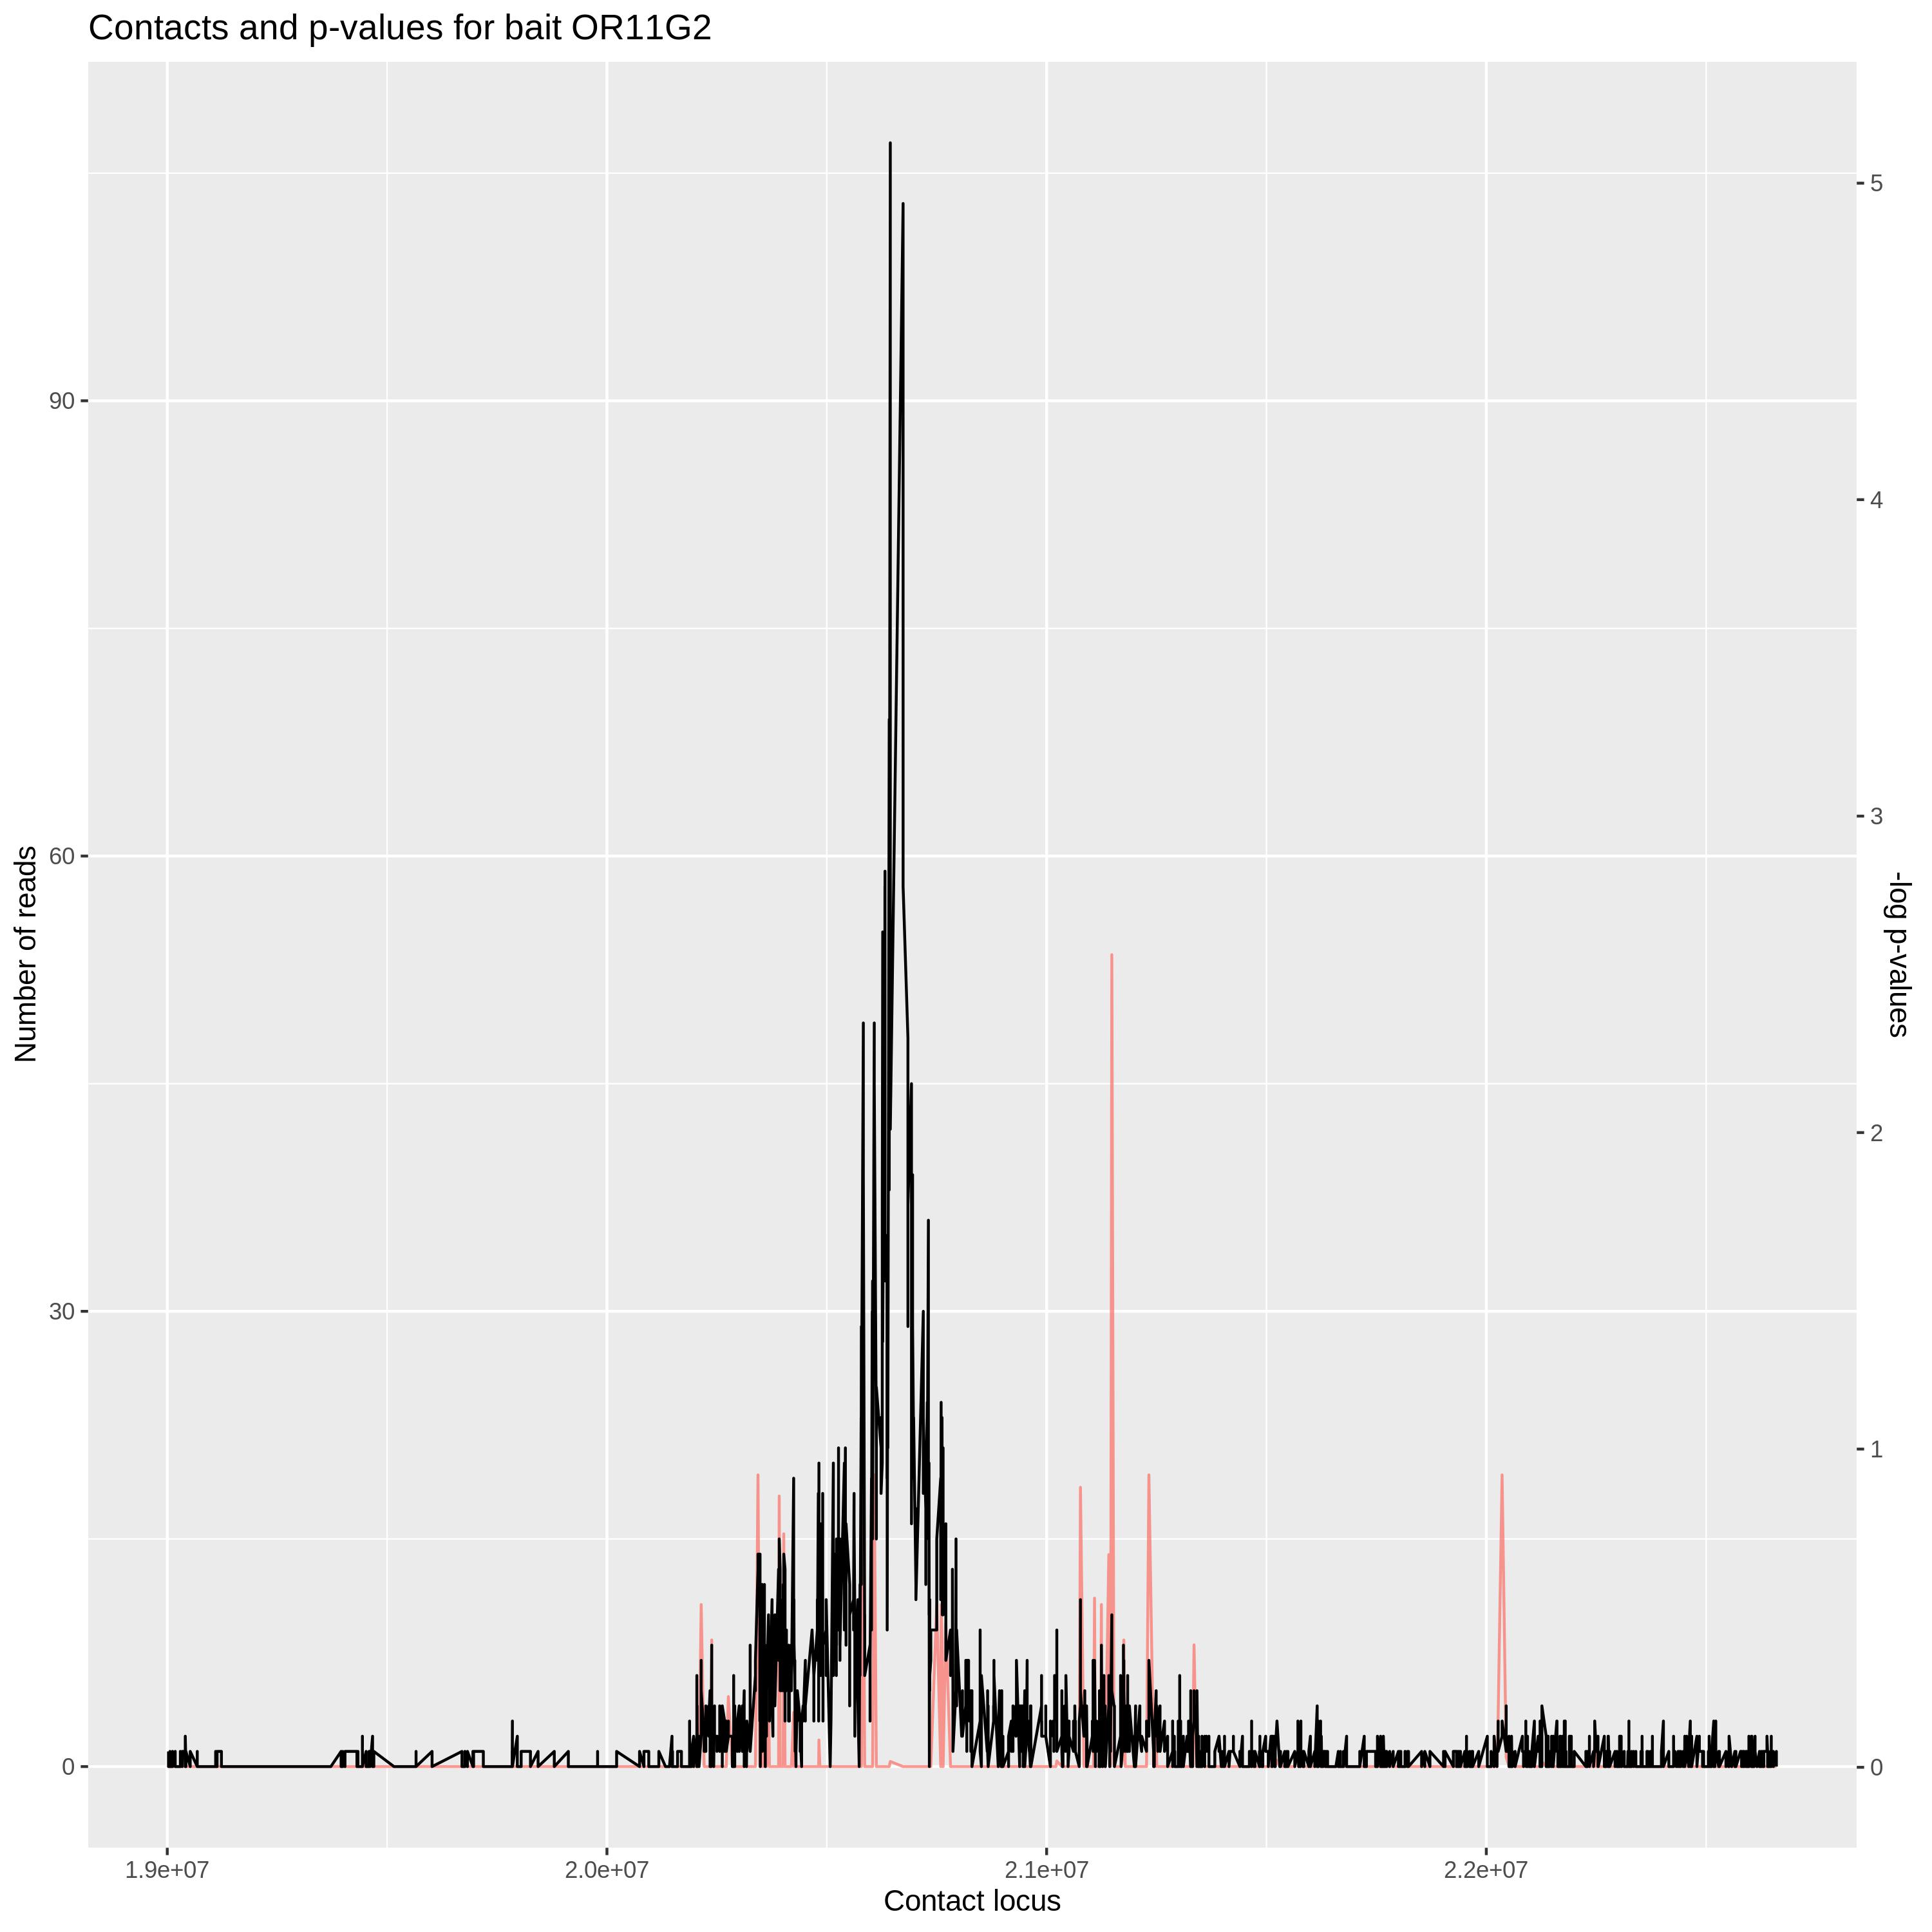 Contacts and p-values for bait OR11G2
Number of reads
90
60
30
0
5
4
3
2
1
0
-log p-values
1.9e+07 2.0e+07 2.1e+07 2.2e+07
Contact locus